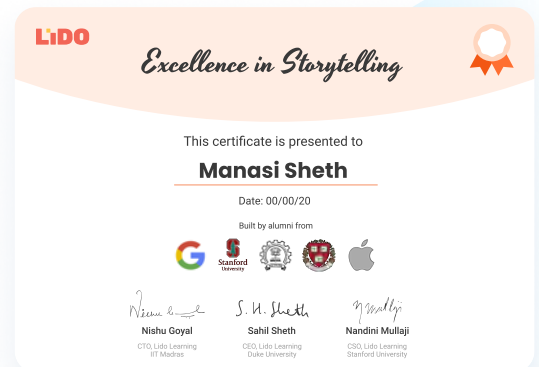 LiDO
Excellence in Storytelling
This certificate is presented to
Manasi Sheth
Date: 00/00/20
Built by alumni from
Stanford
University
S. H. Sheth
Nishu Goyal
Sahil Sheth
Nandini Mullaji
CTO, Lido Learning
IIT Madras
CEO, Lido Learning
Duke University
CSO, Lido Learning
Stanford University